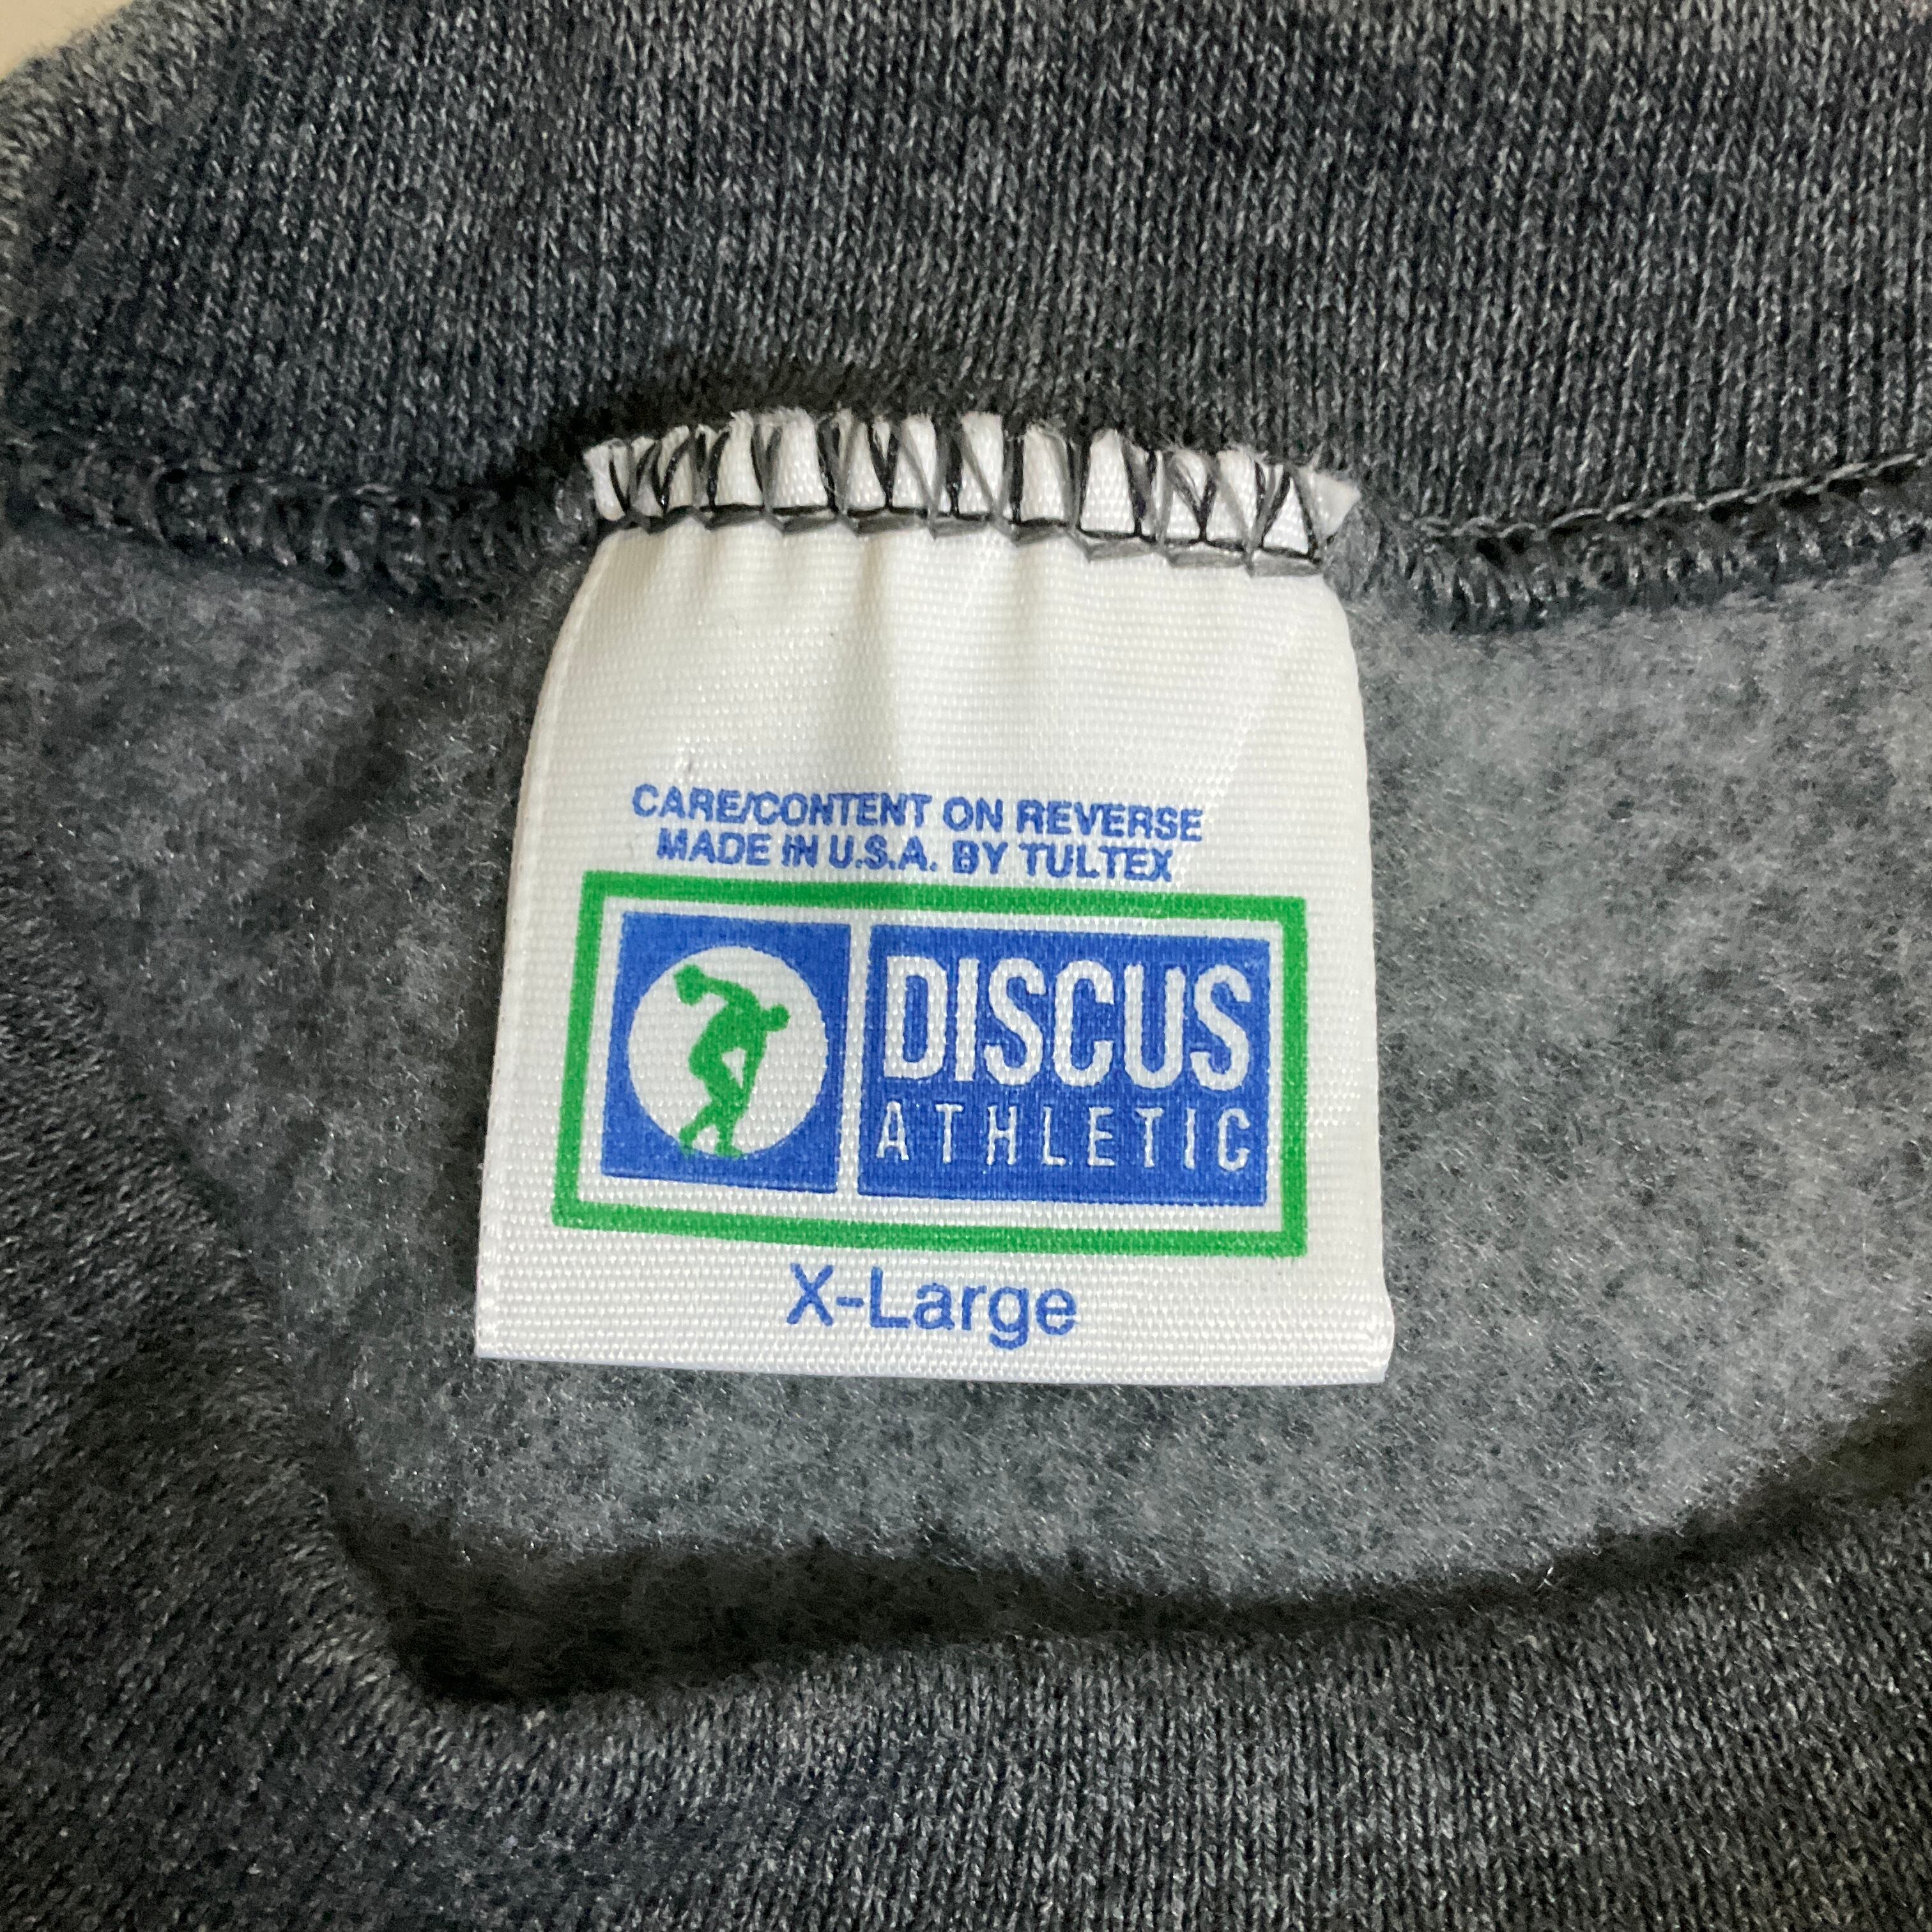 CARE/CONTENT ON REVERSE
MADE IN U.S.A. BY TULTEX
DISCUS
ATHLETIC
X-Large